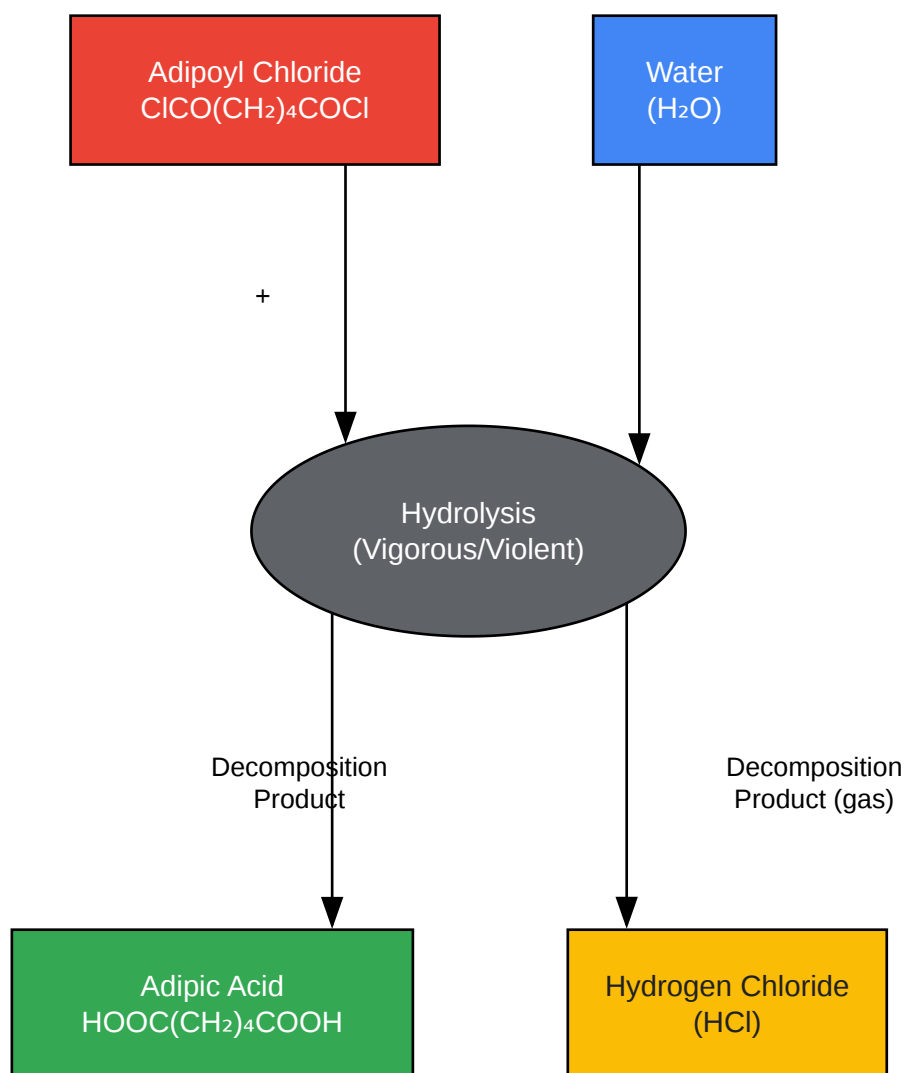 Adipoyl Chloride
ClCO(CH₂)₄COCl
Water
(H₂O)
+
Hydrolysis
(Vigorous/Violent)
Decomposition
Product
Decomposition
Product (gas)
Adipic Acid
HOOC(CH₂)₄COOH
Hydrogen Chloride
(HCl)